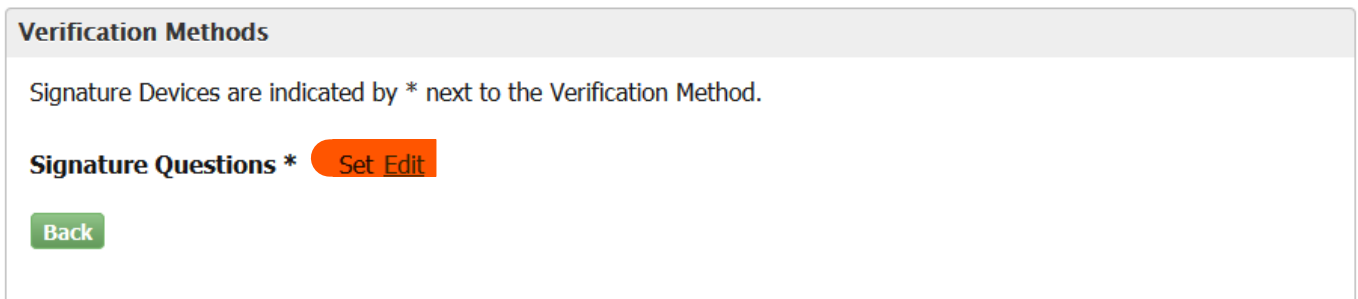 Verification Methods
Signature Devices are indicated by * next to the Verification Method.
Signature Questions * Set Edit
Back